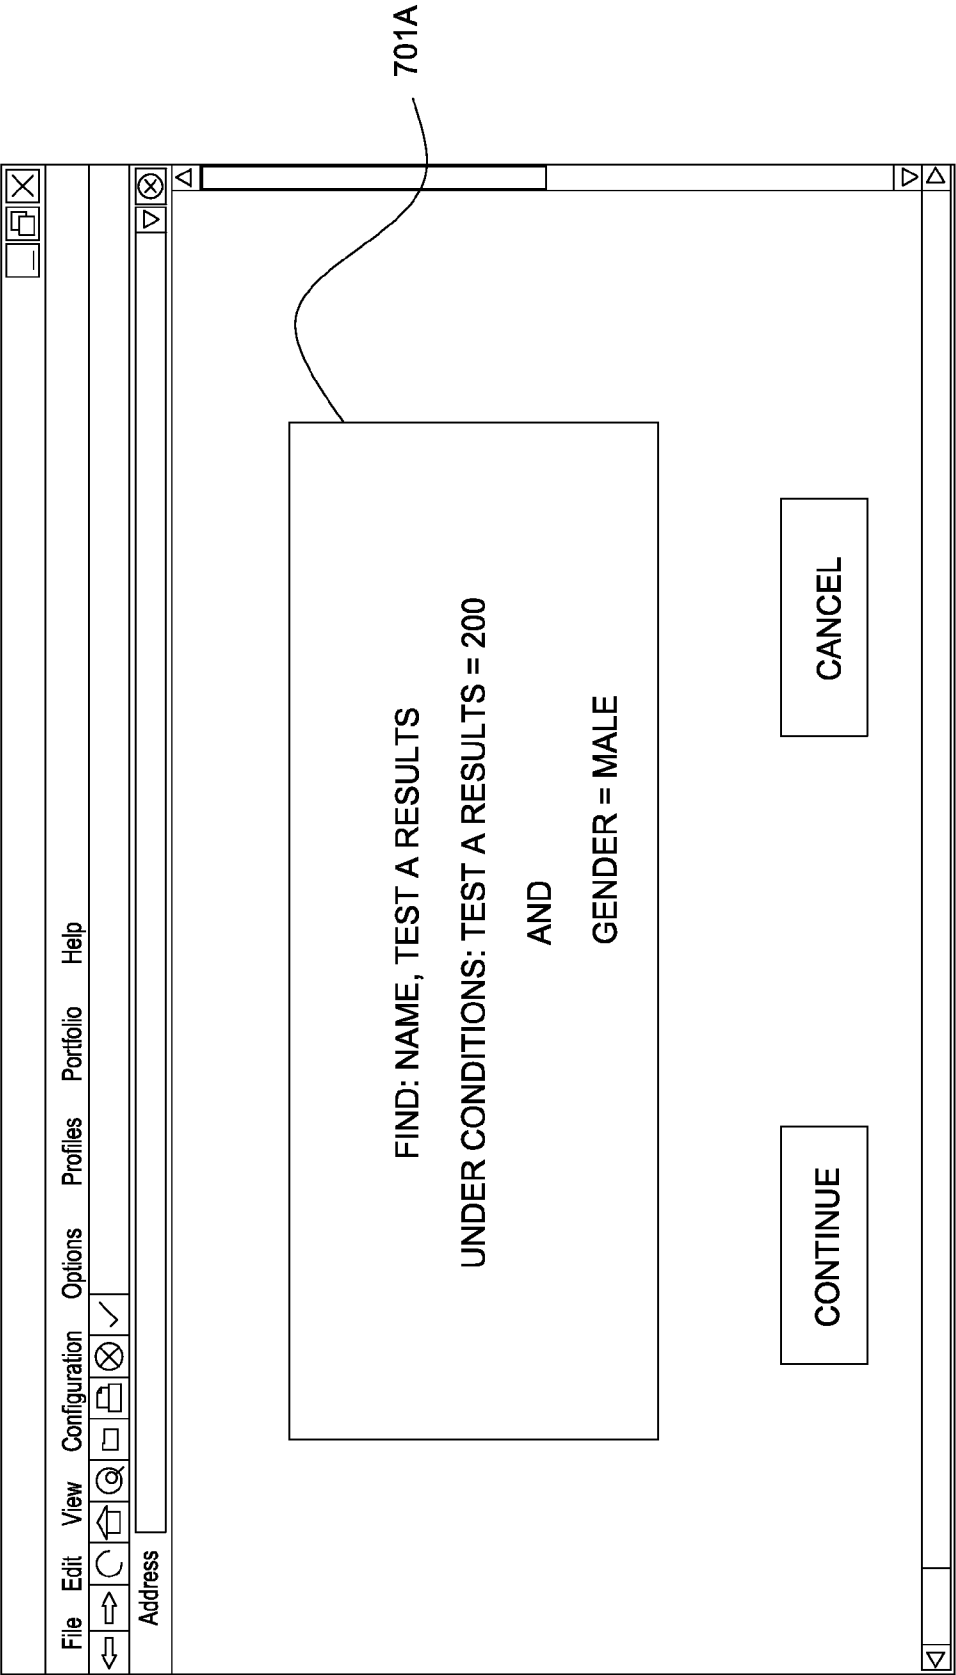 File Edit View Configuration Options Profiles Portfolio Help
Address
FIND: NAME, TEST A RESULTS
UNDER CONDITIONS: TEST A RESULTS = 200
AND
GENDER = MALE
CONTINUE CANCEL
701A